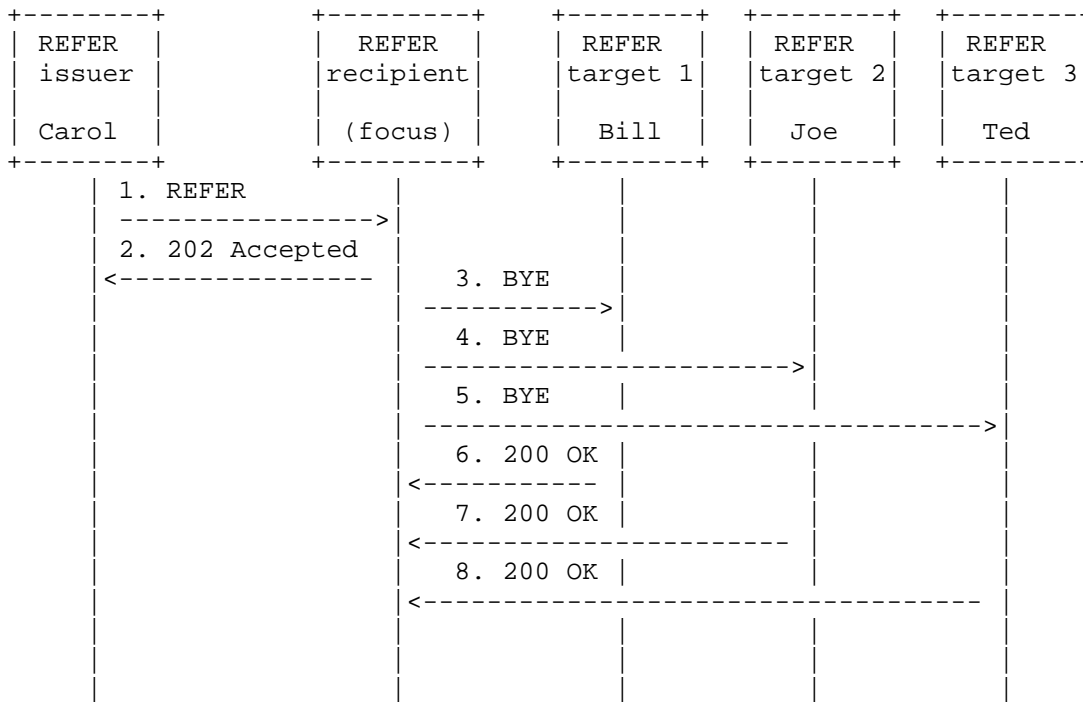 REFER REFER REFER REFER REFER
issuer recipient target 1 target 2 target 3
Carol (focus) Bill Joe Ted
1. REFER
2. 202 Accepted
3. BYE
4. BYE
5. BYE
6. 200 OK
7. 200 OK
8. 200 OK